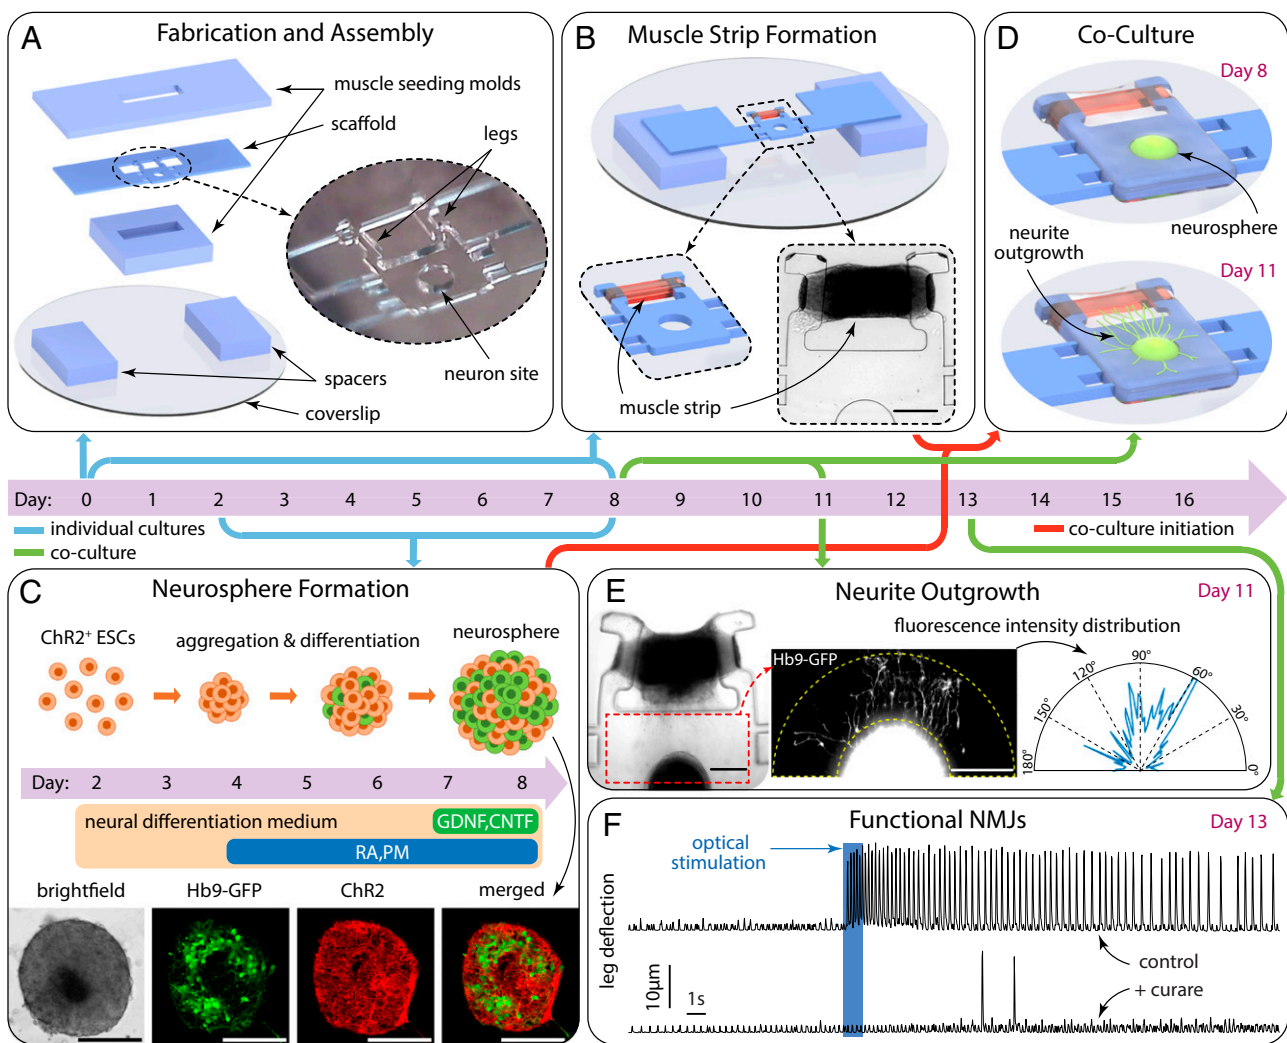 A
Fabrication and Assembly
muscle seeding molds
scaffold
legs
neuron site
spacers
coverslip
B
Muscle Strip Formation
muscle strip
D
Co-Culture
Day 8
neurosphere
neurite
outgrowth
Day 11
Day: 0 1 2 3 4 5 6 7 8 9 10 11 12 13 14 15 16
individual cultures
co-culture
co-culture initiation
C
Neurosphere Formation
ChR2⁺ ESCs
aggregation & differentiation
neurosphere
Day: 2 3 4 5 6 7 8
neural differentiation medium
GDNF,CNTF
RA,PM
brightfield
Hb9-GFP
ChR2
merged
E
Neurite Outgrowth
Day 11
fluorescence intensity distribution
Hb9-GFP
180°
150°
120°
90°
60°
30°
0°
F
Functional NMJs
Day 13
optical
stimulation
leg deflection
10µm
1s
control
+ curare